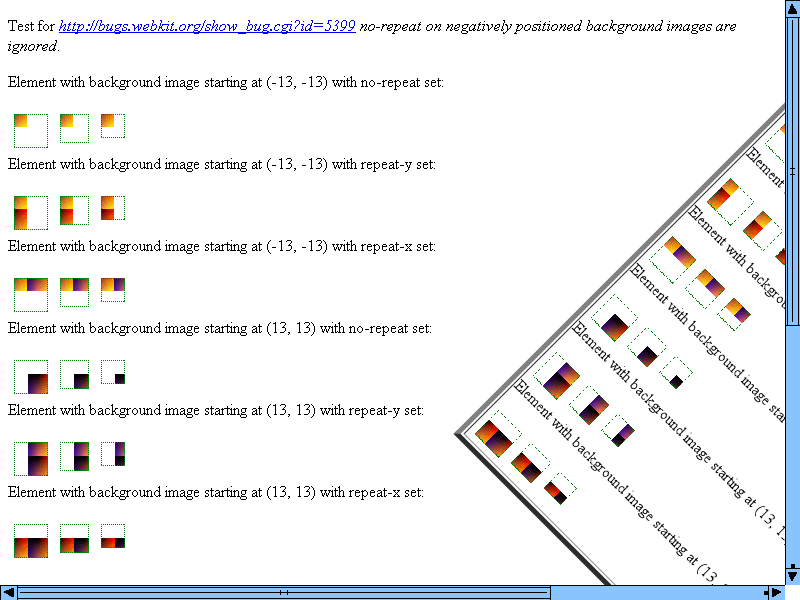 Test for http://bugs.webkit.org/show_bug.cgi?id=5399 no-repeat on negatively positioned background images are
ignored.
Element with background image starting at (-13, -13) with no-repeat set:
Element with background image starting at (-13, -13) with repeat-y set:
Element with background image starting at (-13, -13) with repeat-x set:
Element with background image starting at (13, 13) with no-repeat set:
Element with background image starting at (13, 13) with repeat-y set:
Element with background image starting at (13, 13) with repeat-x set:
Element
Element with backgroun
Element with background image sta
Element with background image starting at (13, 1
Element with background image starting at (13,